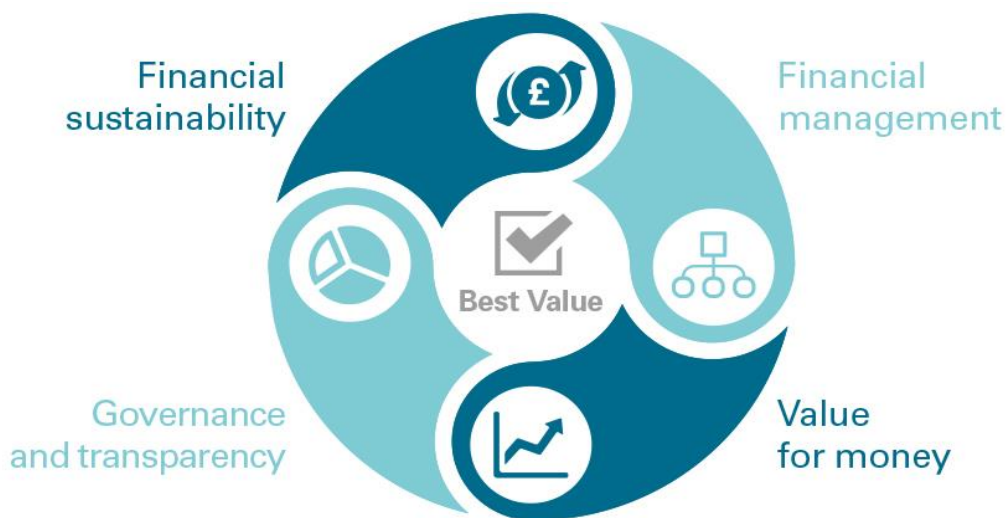 Financial
sustainability
£
Financial
management
Best Value
Governance
and transparency
Value
for money